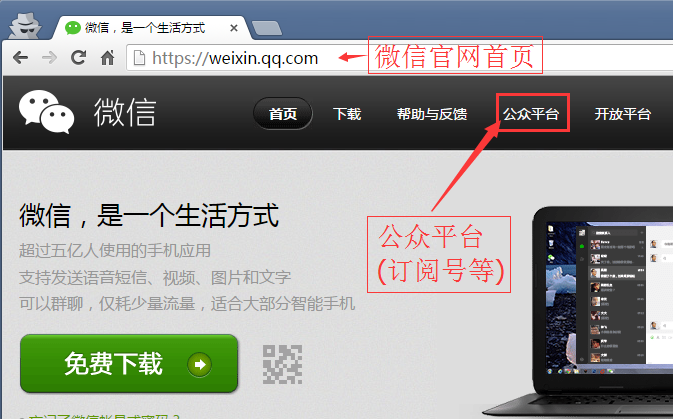 微信，是一个生活方式
https://weixin.qq.com
微信官网首页
微信
首页
下载
帮助与反馈
公众平台
开放平台
公众平台
(订阅号等)
微信，是一个生活方式
超过五亿人使用的手机应用
支持发送语音短信、视频、图片和文字
可以群聊，仅耗少量流量，适合大部分智能手机
免费下载